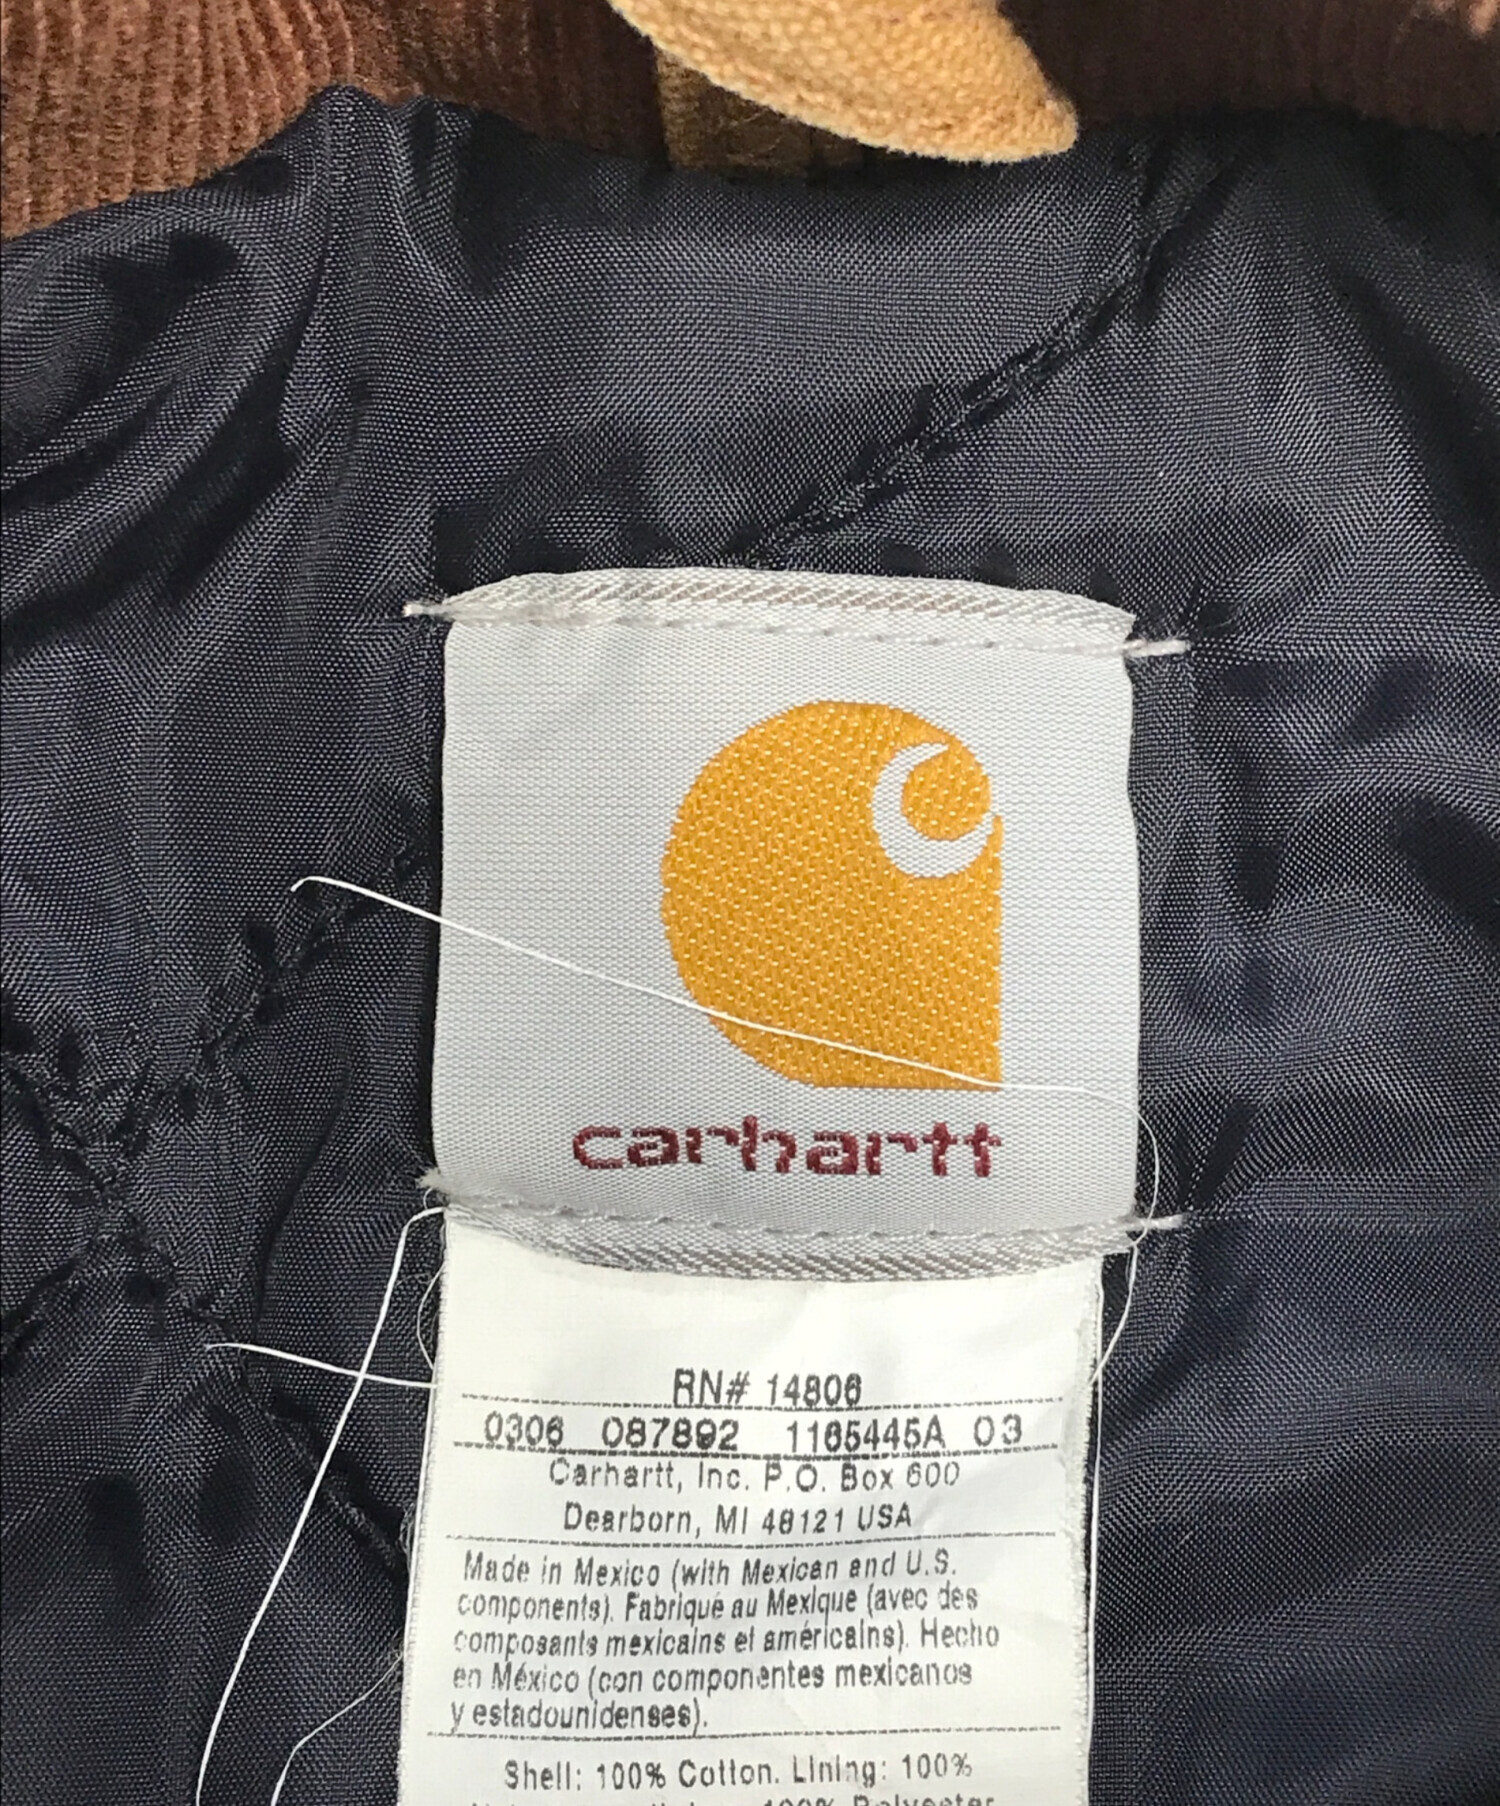 carhartt
RN# 14806
0306 087892 1165445A 03
Carhartt, Inc. P.O. Box 600
Dearborn, MI 48121 USA
Made in Mexico (with Mexican and U.S.
components). Fabriqué au Mexique (avec des
composants mexicains et américains). Hecho
en México (con componentes mexicanos
y estadounidenses).
Shell: 100% Cotton. Lining: 100%
100% Polyester